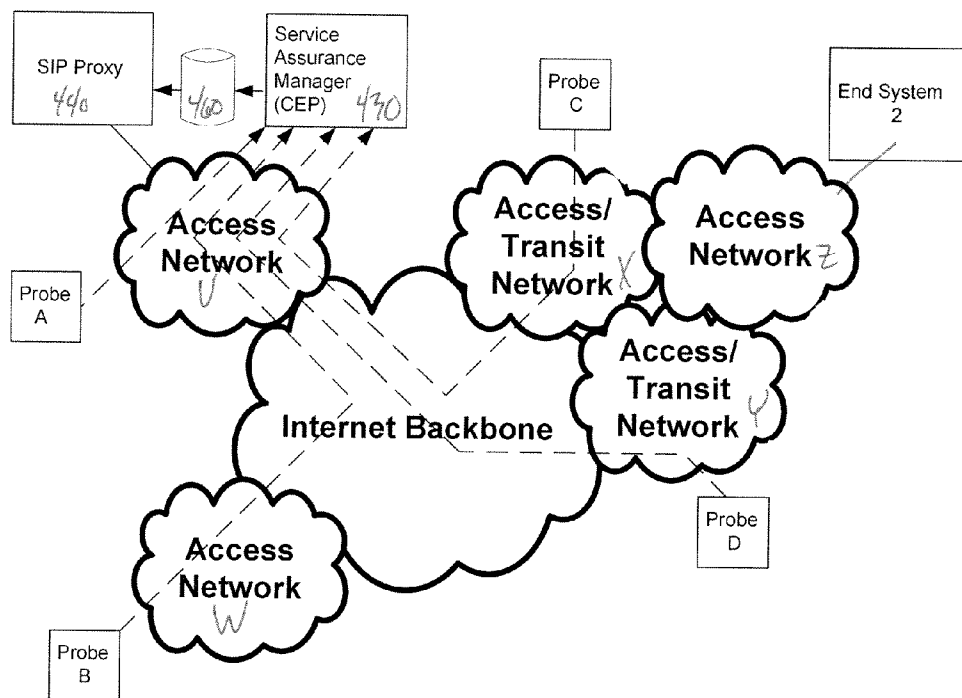 SIP Proxy
440
460
Service
Assurance
Manager
(CEP) 430
Probe
C
End System
2
Access
Network
U
Access/
Transit
Network X
Access
Network Z
Probe
A
Access/
Transit
Network Y
Internet Backbone
Probe
D
Access
Network
W
Probe
B